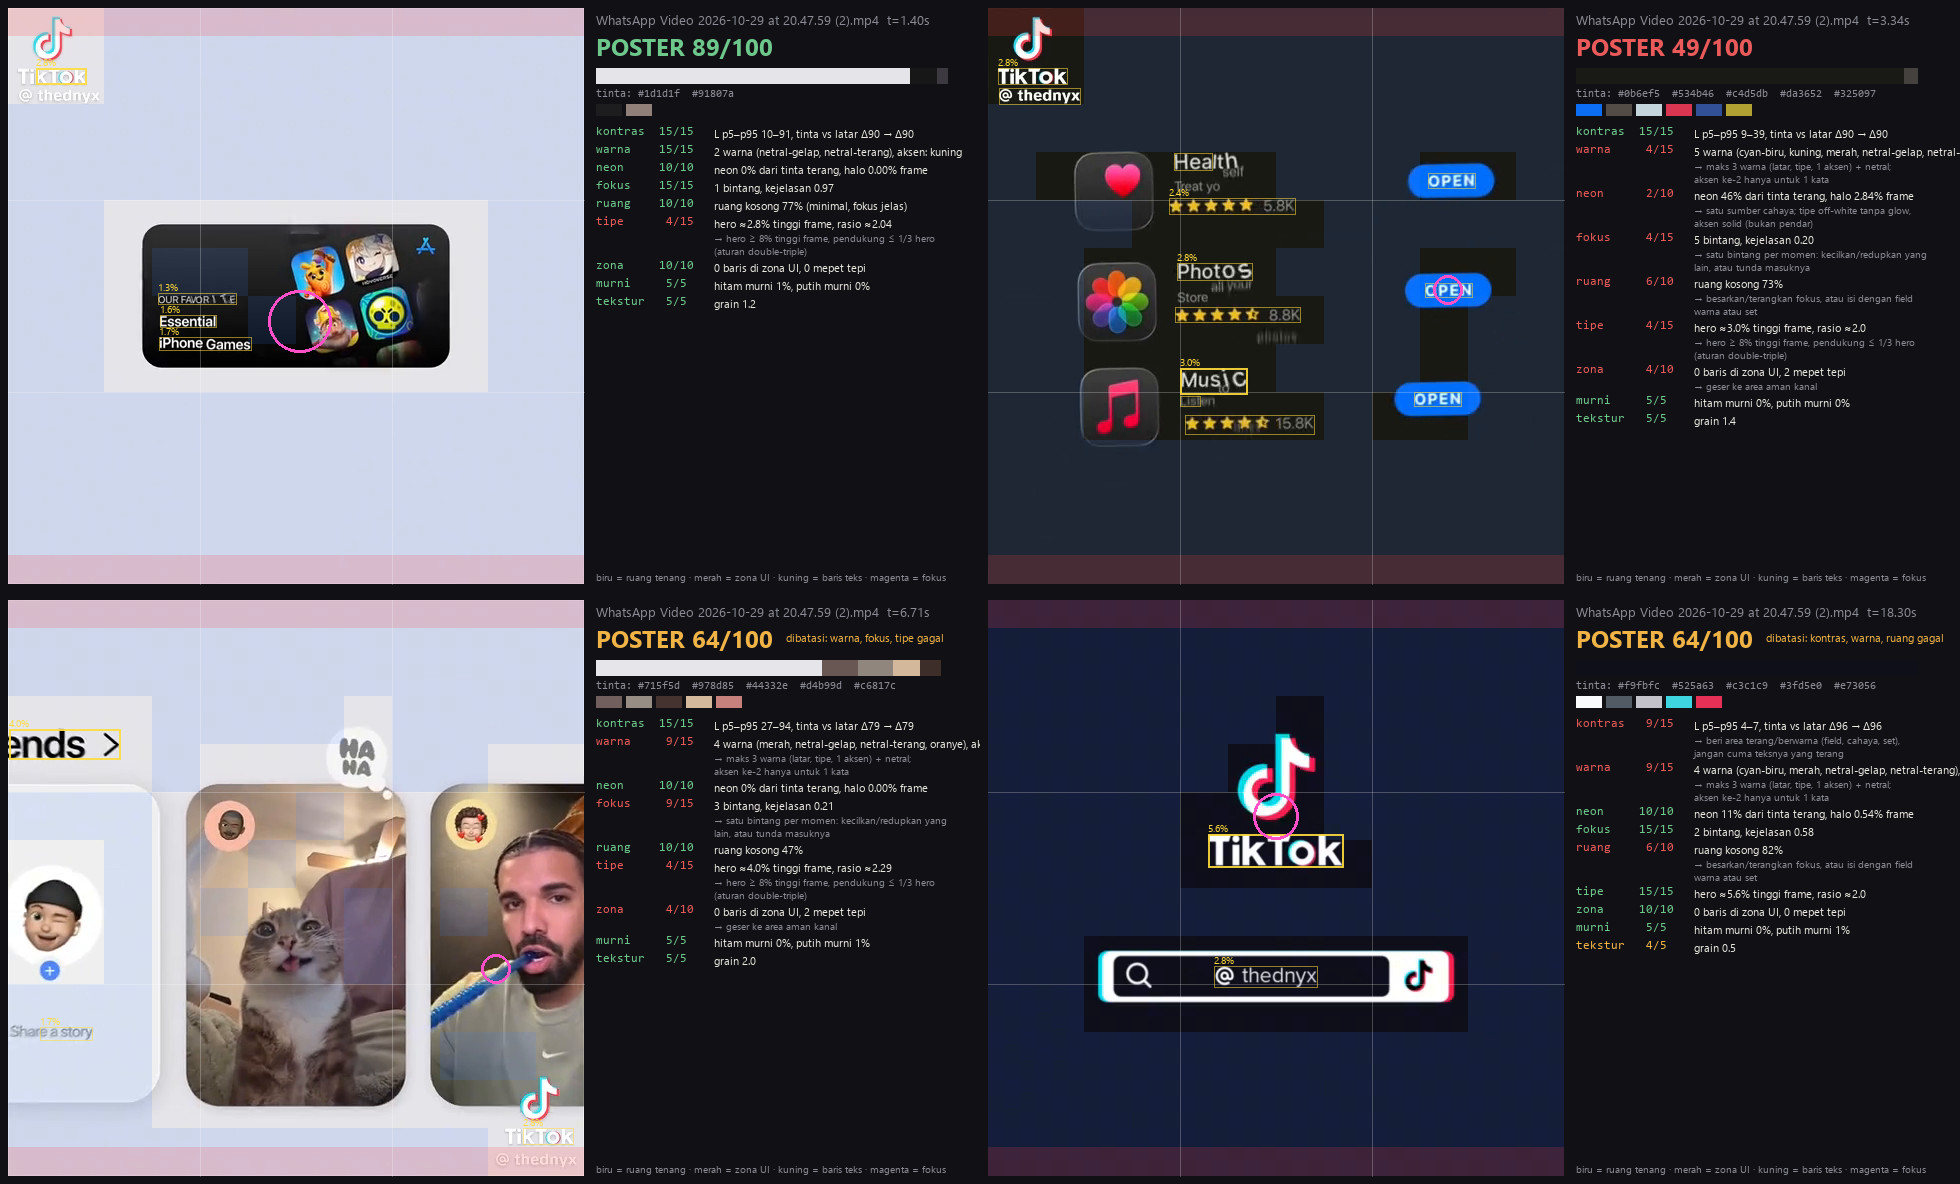 WhatsApp Video 2026-10-29 at 20.47.59 (2).mp4 t=1.40s
POSTER 89/100
tinta: #1d1d1f #91807a
kontras 15/15 L p5–p95 10–91, tinta vs latar Δ90 → Δ90
warna 15/15 2 warna (netral-gelap, netral-terang), aksen: kuning
neon 10/10 neon 0% dari tinta terang, halo 0.00% frame
fokus 15/15 1 bintang, kejelasan 0.97
ruang 10/10 ruang kosong 77% (minimal, fokus jelas)
tipe 4/15 hero ≈2.8% tinggi frame, rasio ≈2.04
→ hero ≥ 8% tinggi frame, pendukung ≤ 1/3 hero
(aturan double-triple)
zona 10/10 0 baris di zona UI, 0 mepet tepi
murni 5/5 hitam murni 1%, putih murni 0%
tekstur 5/5 grain 1.2
biru = ruang tenang · merah = zona UI · kuning = baris teks · magenta = fokus
TikTok
@ thednyx
1.3%
OUR FAVOR
1.6%
Essential
1.7%
iPhone Games
WhatsApp Video 2026-10-29 at 20.47.59 (2).mp4 t=3.34s
POSTER 49/100
tinta: #0b6ef5 #534b46 #c4d5db #da3652 #325097
kontras 15/15 L p5–p95 9–39, tinta vs latar Δ90 → Δ90
warna 4/15 5 warna (cyan-biru, kuning, merah, netral-gelap, netral-
→ maks 3 warna (latar, tipe, 1 aksen) + netral;
aksen ke-2 hanya untuk 1 kata
neon 2/10 neon 46% dari tinta terang, halo 2.84% frame
→ satu sumber cahaya; tipe off-white tanpa glow,
aksen solid (bukan pendar)
fokus 4/15 5 bintang, kejelasan 0.20
→ satu bintang per momen: kecilkan/redupkan yang
lain, atau tunda masuknya
ruang 6/10 ruang kosong 73%
→ besarkan/terangkan fokus, atau isi dengan field
warna atau set
tipe 4/15 hero ≈3.0% tinggi frame, rasio ≈2.0
→ hero ≥ 8% tinggi frame, pendukung ≤ 1/3 hero
(aturan double-triple)
zona 4/10 0 baris di zona UI, 2 mepet tepi
→ geser ke area aman kanal
murni 5/5 hitam murni 0%, putih murni 0%
tekstur 5/5 grain 1.4
biru = ruang tenang · merah = zona UI · kuning = baris teks · magenta = fokus
2.8%
TikTok
@ thednyx
Health
self
Treat yo
2.4%
5.8K
OPEN
2.8%
Photos
all your
Store
8.8K
OPEN
3.0%
Music
Listen
15.8K
OPEN
WhatsApp Video 2026-10-29 at 20.47.59 (2).mp4 t=6.71s
POSTER 64/100 dibatasi: warna, fokus, tipe gagal
tinta: #715f5d #978d85 #44332e #d4b99d #c6817c
kontras 15/15 L p5–p95 27–94, tinta vs latar Δ79 → Δ79
warna 9/15 4 warna (merah, netral-gelap, netral-terang, oranye), ak
→ maks 3 warna (latar, tipe, 1 aksen) + netral;
aksen ke-2 hanya untuk 1 kata
neon 10/10 neon 0% dari tinta terang, halo 0.00% frame
fokus 9/15 3 bintang, kejelasan 0.21
→ satu bintang per momen: kecilkan/redupkan yang
lain, atau tunda masuknya
ruang 10/10 ruang kosong 47%
tipe 4/15 hero ≈4.0% tinggi frame, rasio ≈2.29
→ hero ≥ 8% tinggi frame, pendukung ≤ 1/3 hero
(aturan double-triple)
zona 4/10 0 baris di zona UI, 2 mepet tepi
→ geser ke area aman kanal
murni 5/5 hitam murni 0%, putih murni 1%
tekstur 5/5 grain 2.0
biru = ruang tenang · merah = zona UI · kuning = baris teks · magenta = fokus
ends >
HA
HA
Share a story
TikTok
@ thednyx
WhatsApp Video 2026-10-29 at 20.47.59 (2).mp4 t=18.30s
POSTER 64/100 dibatasi: kontras, warna, ruang gagal
tinta: #f9fbfc #525a63 #c3c1c9 #3fd5e0 #e73056
kontras 9/15 L p5–p95 4–7, tinta vs latar Δ96 → Δ96
→ beri area terang/berwarna (field, cahaya, set),
jangan cuma teksnya yang terang
warna 9/15 4 warna (cyan-biru, merah, netral-gelap, netral-terang),
→ maks 3 warna (latar, tipe, 1 aksen) + netral;
aksen ke-2 hanya untuk 1 kata
neon 10/10 neon 11% dari tinta terang, halo 0.54% frame
fokus 15/15 2 bintang, kejelasan 0.58
ruang 6/10 ruang kosong 82%
→ besarkan/terangkan fokus, atau isi dengan field
warna atau set
tipe 15/15 hero ≈5.6% tinggi frame, rasio ≈2.0
zona 10/10 0 baris di zona UI, 0 mepet tepi
murni 5/5 hitam murni 0%, putih murni 1%
tekstur 4/5 grain 0.5
biru = ruang tenang · merah = zona UI · kuning = baris teks · magenta = fokus
5.6%
TikTok
2.8%
@ thednyx